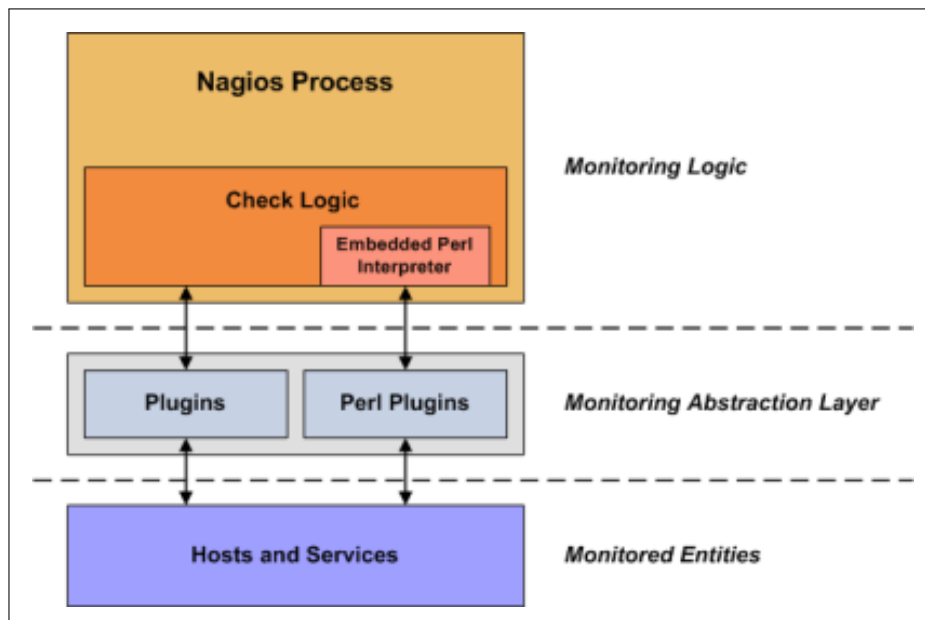 Nagios Process
Monitoring Logic
Check Logic
Embedded Perl
Interpreter
Plugins
Perl Plugins
Monitoring Abstraction Layer
Hosts and Services
Monitored Entities